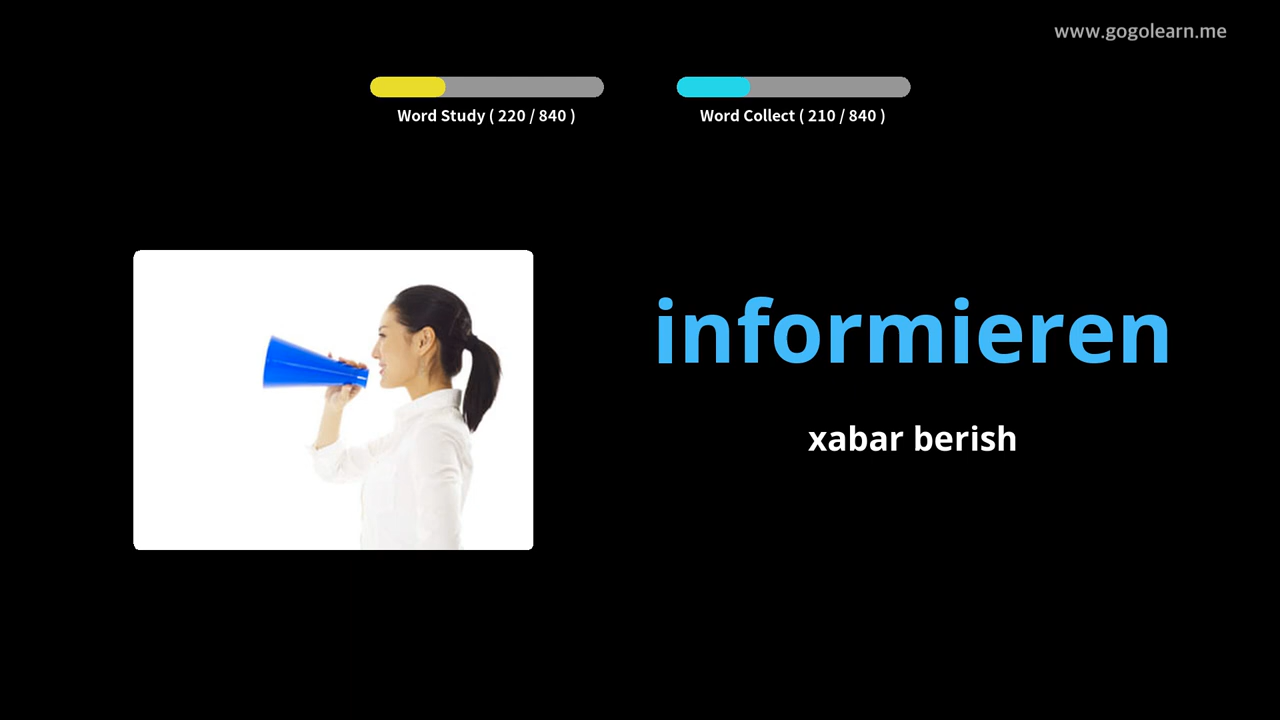 www.gogolearn.me
Word Study ( 220 / 840 )
Word Collect ( 210 / 840 )
informieren
xabar berish